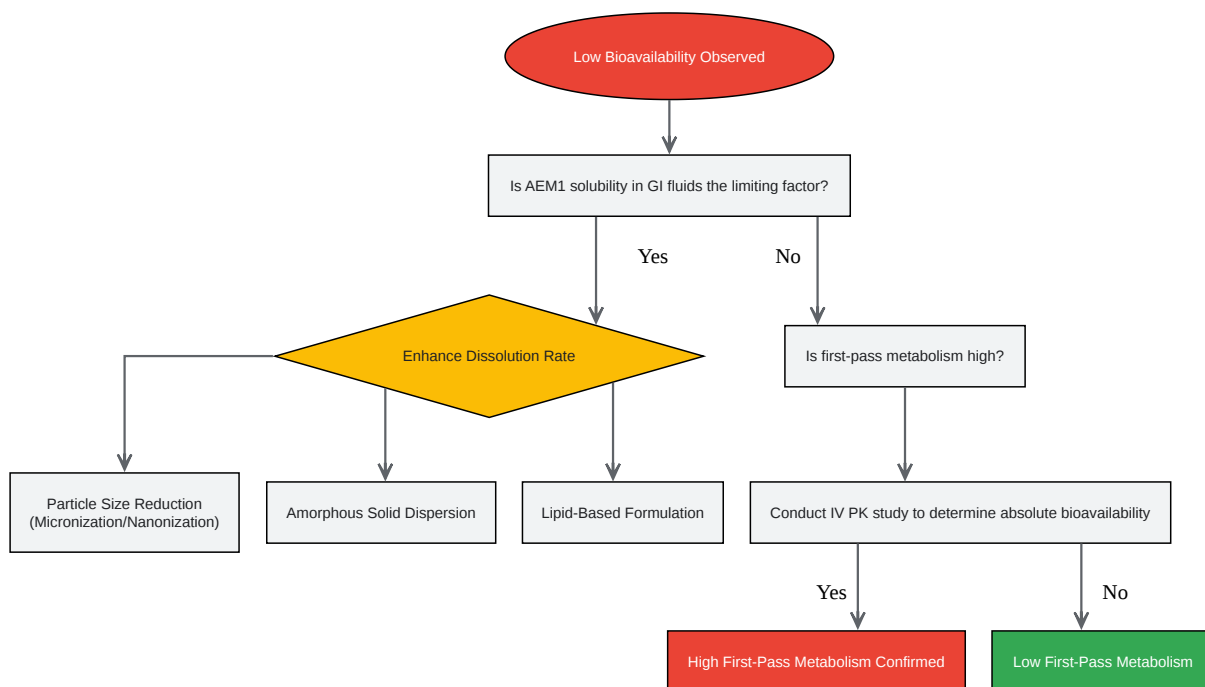 Low Bioavailability Observed
Is AEM1 solubility in GI fluids the limiting factor?
Yes
No
Enhance Dissolution Rate
Is first-pass metabolism high?
Particle Size Reduction
(Micronization/Nanonization)
Amorphous Solid Dispersion
Lipid-Based Formulation
Conduct IV PK study to determine absolute bioavailability
Yes
No
High First-Pass Metabolism Confirmed
Low First-Pass Metabolism